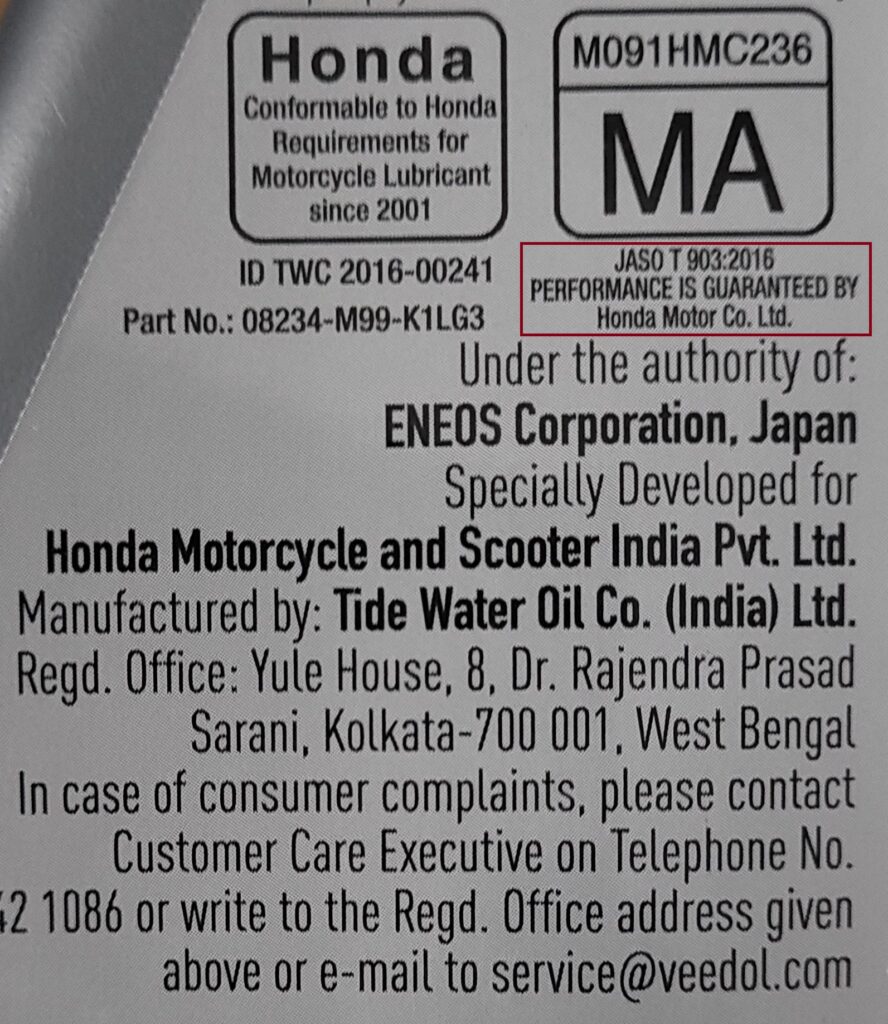 Honda
Conformable to Honda
Requirements for
Motorcycle Lubricant
since 2001
M091HMC236
MA
ID TWC 2016-00241
Part No.: 08234-M99-K1LG3
JASO T 903:2016
PERFORMANCE IS GUARANTEED BY
Honda Motor Co. Ltd.
Under the authority of:
ENEOS Corporation, Japan
Specially Developed for
Honda Motorcycle and Scooter India Pvt. Ltd.
Manufactured by: Tide Water Oil Co. (India) Ltd.
Regd. Office: Yule House, 8, Dr. Rajendra Prasad
Sarani, Kolkata-700 001, West Bengal
In case of consumer complaints, please contact
Customer Care Executive on Telephone No.
42 1086 or write to the Regd. Office address given
above or e-mail to service@veedol.com